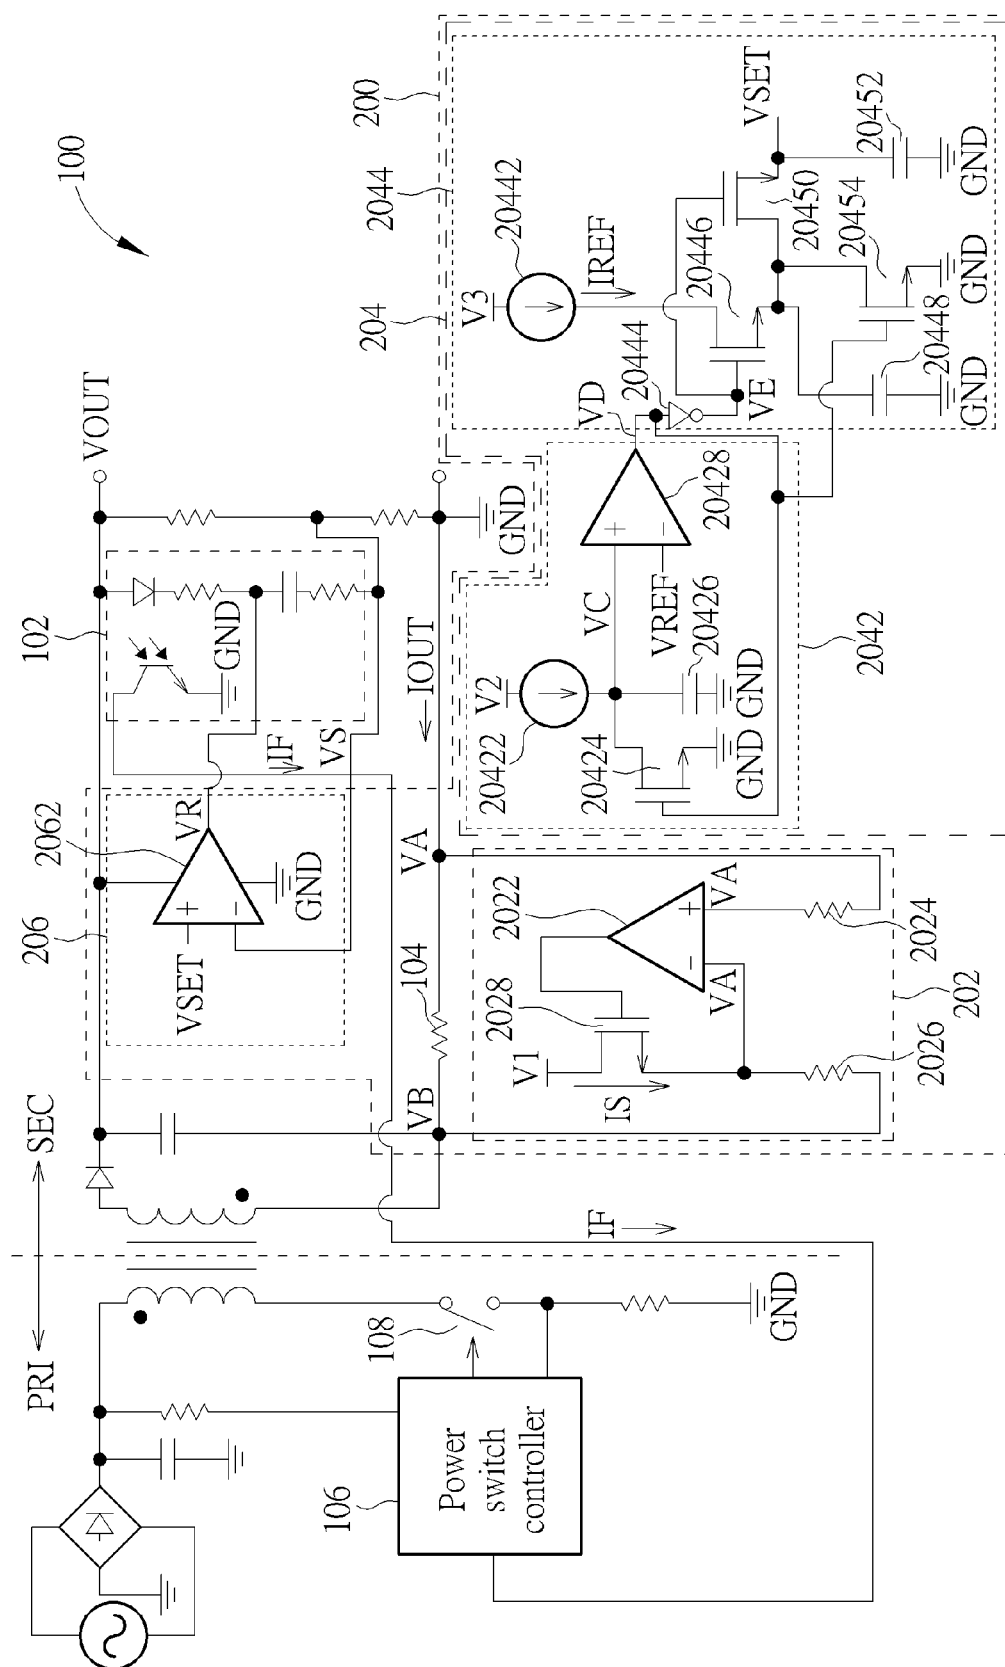 100
PRI
SEC
106
Power
switch
controller
108
GND
IF
VB
104
206
2062
VSET
+
-
GND
VR
VS
IF
102
GND
VOUT
IOUT
VA
GND
202
V1
IS
2028
2022
-
+
VA
VA
2026
2024
2042
V2
20422
20424
GND
GND
20426
VC
VREF
+
-
20428
VD
204
2044
200
V3
20442
IREF
20444
20446
VE
20448
GND
20450
20454
GND
VSET
20452
GND